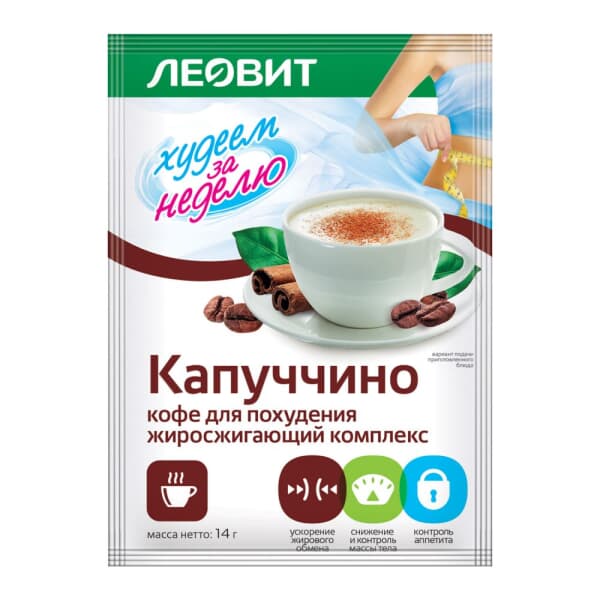 ЛЕОВИТ
худеем
за
неделю
вариант подачи
приготовленного
блюда
Капуччино
кофе для похудения
жиросжигающий комплекс
ускорение
жирового
обмена
снижение
и контроль
массы тела
контроль
аппетита
масса нетто: 14 г